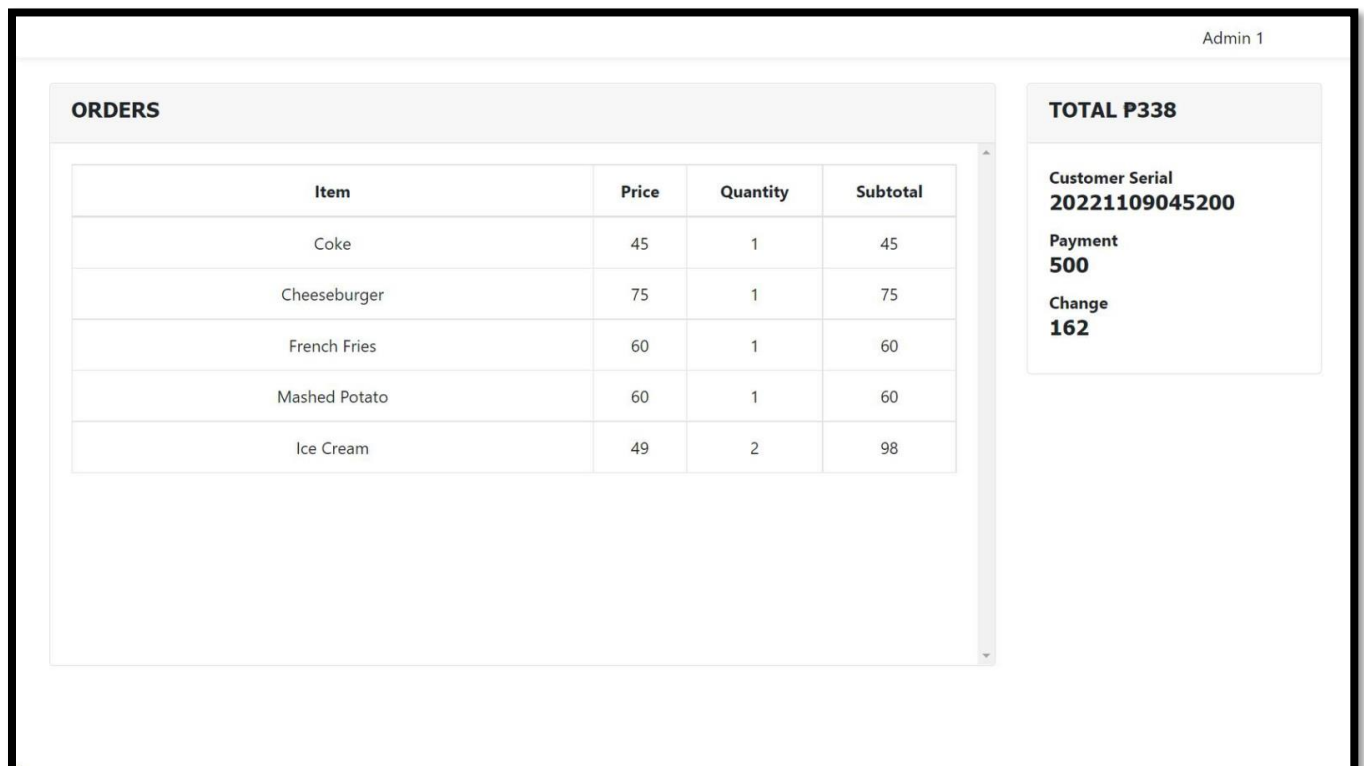 Admin 1
ORDERS
Item Price Quantity Subtotal
Coke 45 1 45
Cheeseburger 75 1 75
French Fries 60 1 60
Mashed Potato 60 1 60
Ice Cream 49 2 98
TOTAL ₱338
Customer Serial
20221109045200
Payment
500
Change
162